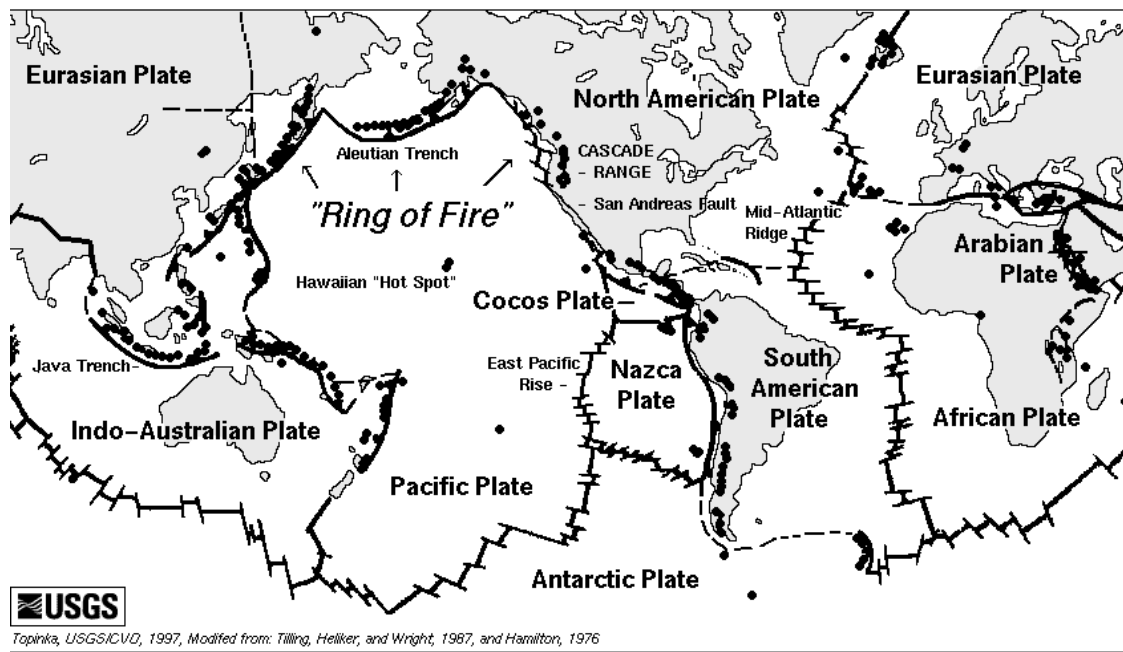 Eurasian Plate
North American Plate
Eurasian Plate
Aleutian Trench
CASCADE
- RANGE
"Ring of Fire"
- San Andreas Fault
Mid-Atlantic
Ridge
Arabian
Plate
Hawaiian "Hot Spot"
Cocos Plate
Java Trench
East Pacific
Rise -
Nazca
Plate
South
American
Plate
Indo-Australian Plate
African Plate
Pacific Plate
Antarctic Plate
USGS
Topinka, USGS/CVO, 1997, Modified from: Tilling, Heliker, and Wright, 1987, and Hamilton, 1976